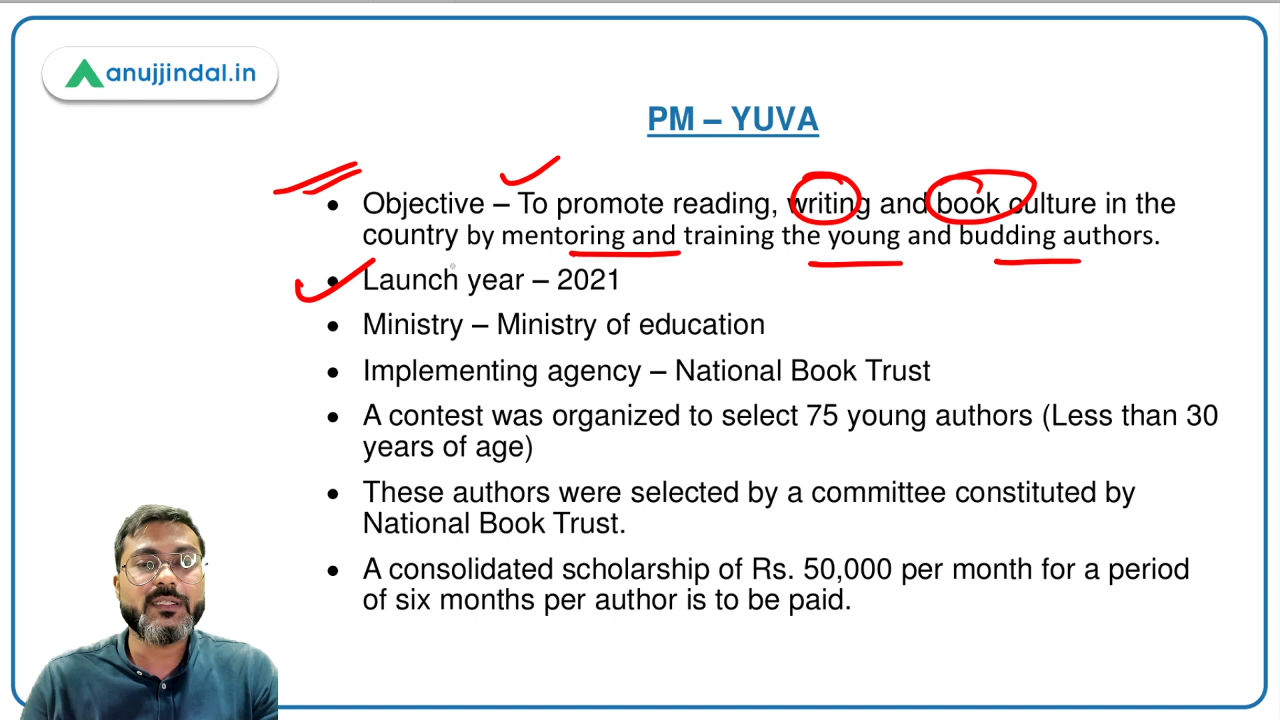 anujjindal.in
PM – YUVA
• Objective – To promote reading, writing and book culture in the
country by mentoring and training the young and budding authors.
• Launch year – 2021
• Ministry – Ministry of education
• Implementing agency – National Book Trust
• A contest was organized to select 75 young authors (Less than 30
years of age)
• These authors were selected by a committee constituted by
National Book Trust.
• A consolidated scholarship of Rs. 50,000 per month for a period
of six months per author is to be paid.